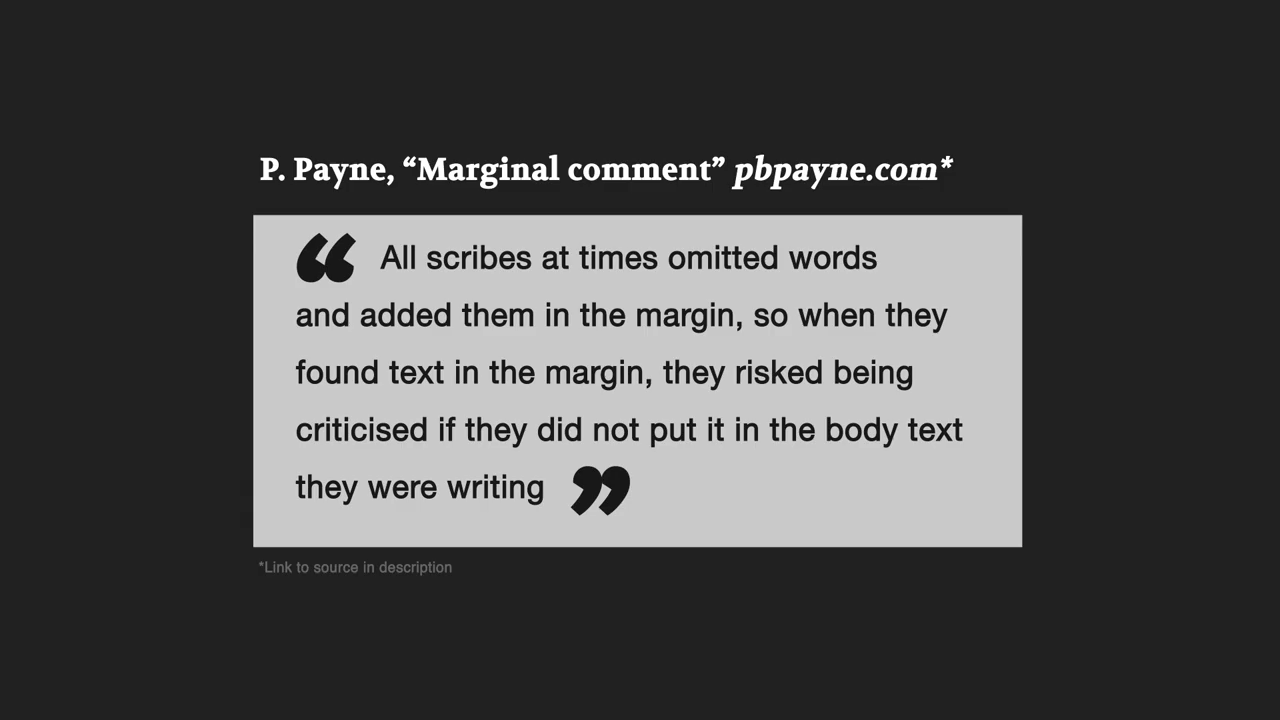 P. Payne, “Marginal comment” pbpayne.com*
“ All scribes at times omitted words
and added them in the margin, so when they
found text in the margin, they risked being
criticised if they did not put it in the body text
they were writing ”
*Link to source in description